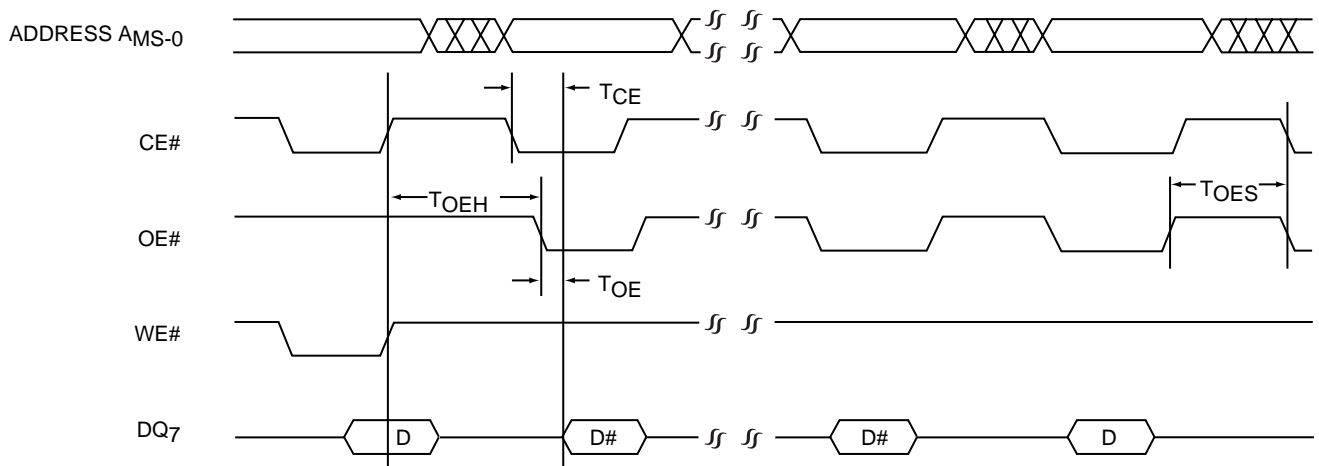 ADDRESS AMS-0
TCE
CE#
TOEH
TOES
OE#
TOE
WE#
DQ7
D
D#
D#
D